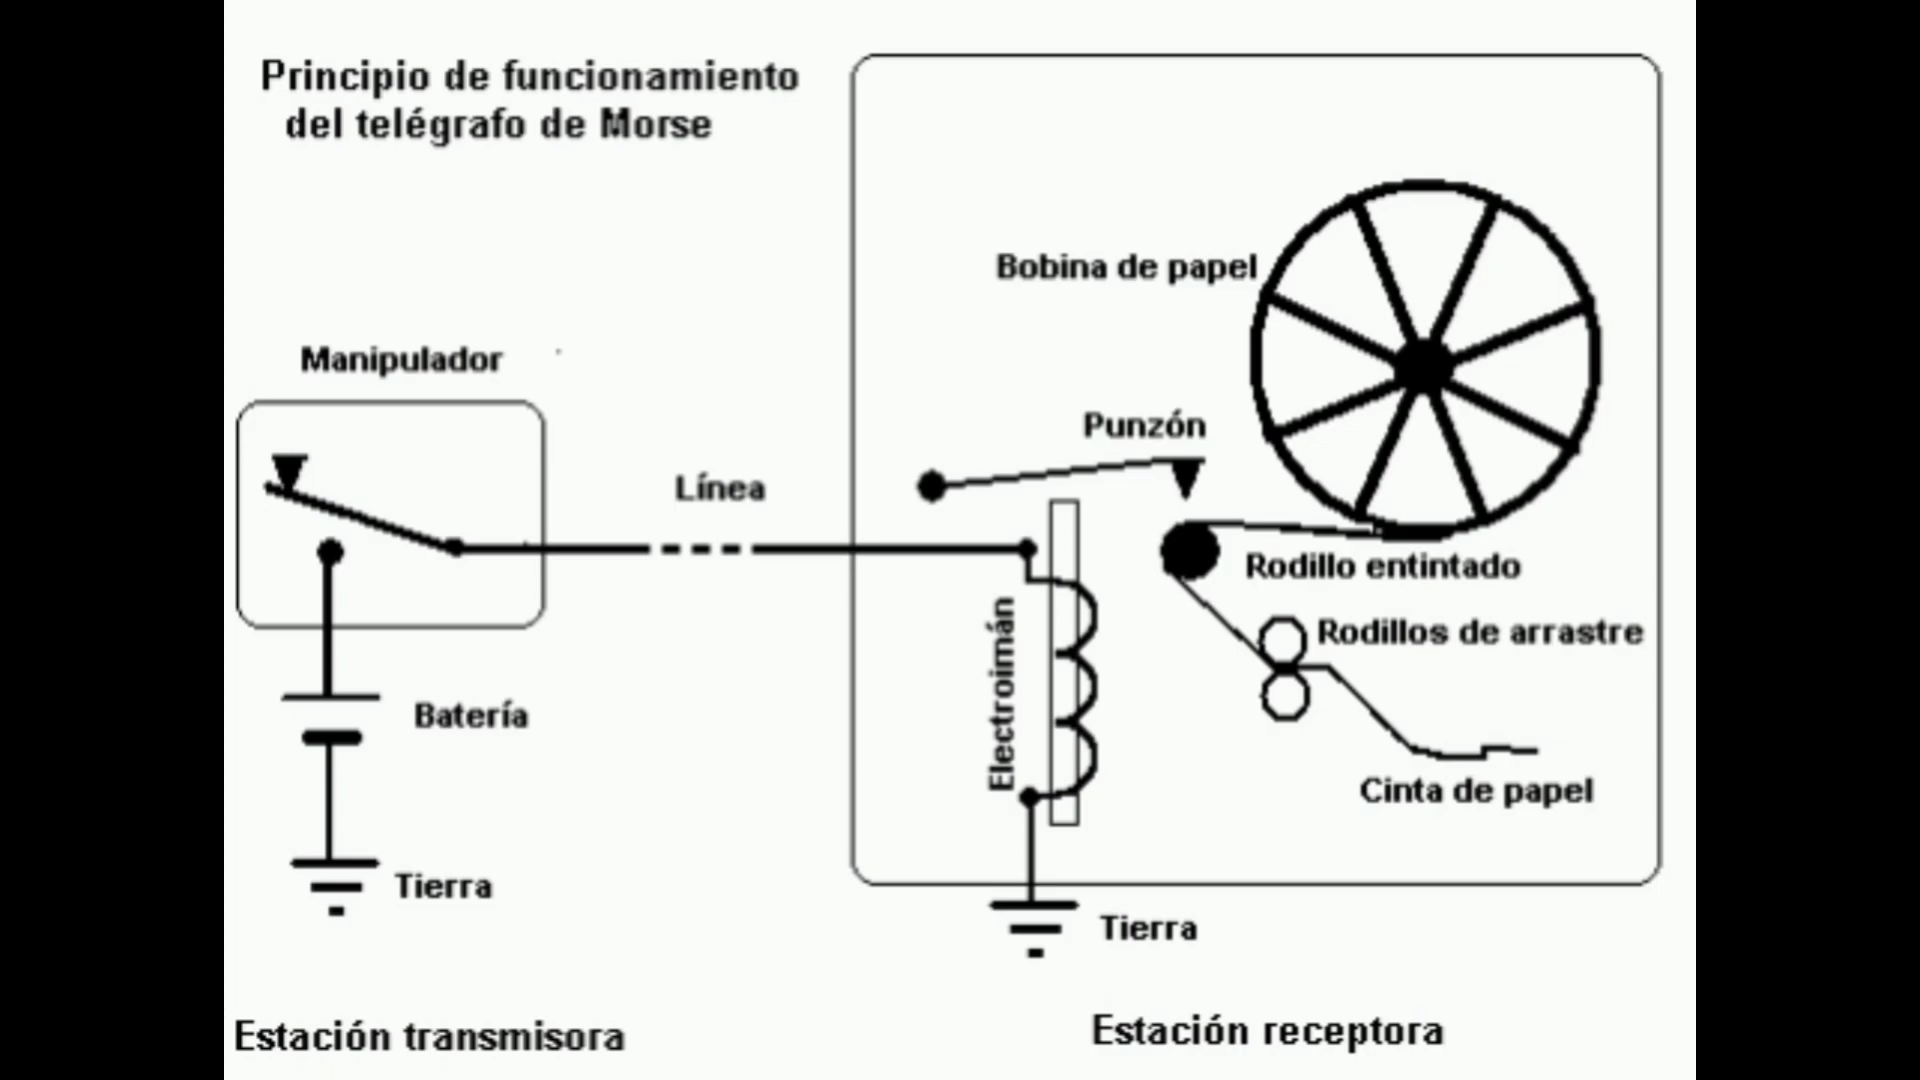 Principio de funcionamiento
del telégrafo de Morse
Bobina de papel
Manipulador
Punzón
Línea
Rodillo entintado
Rodillos de arrastre
Electroimán
Batería
Cinta de papel
Tierra
Tierra
Estación transmisora
Estación receptora